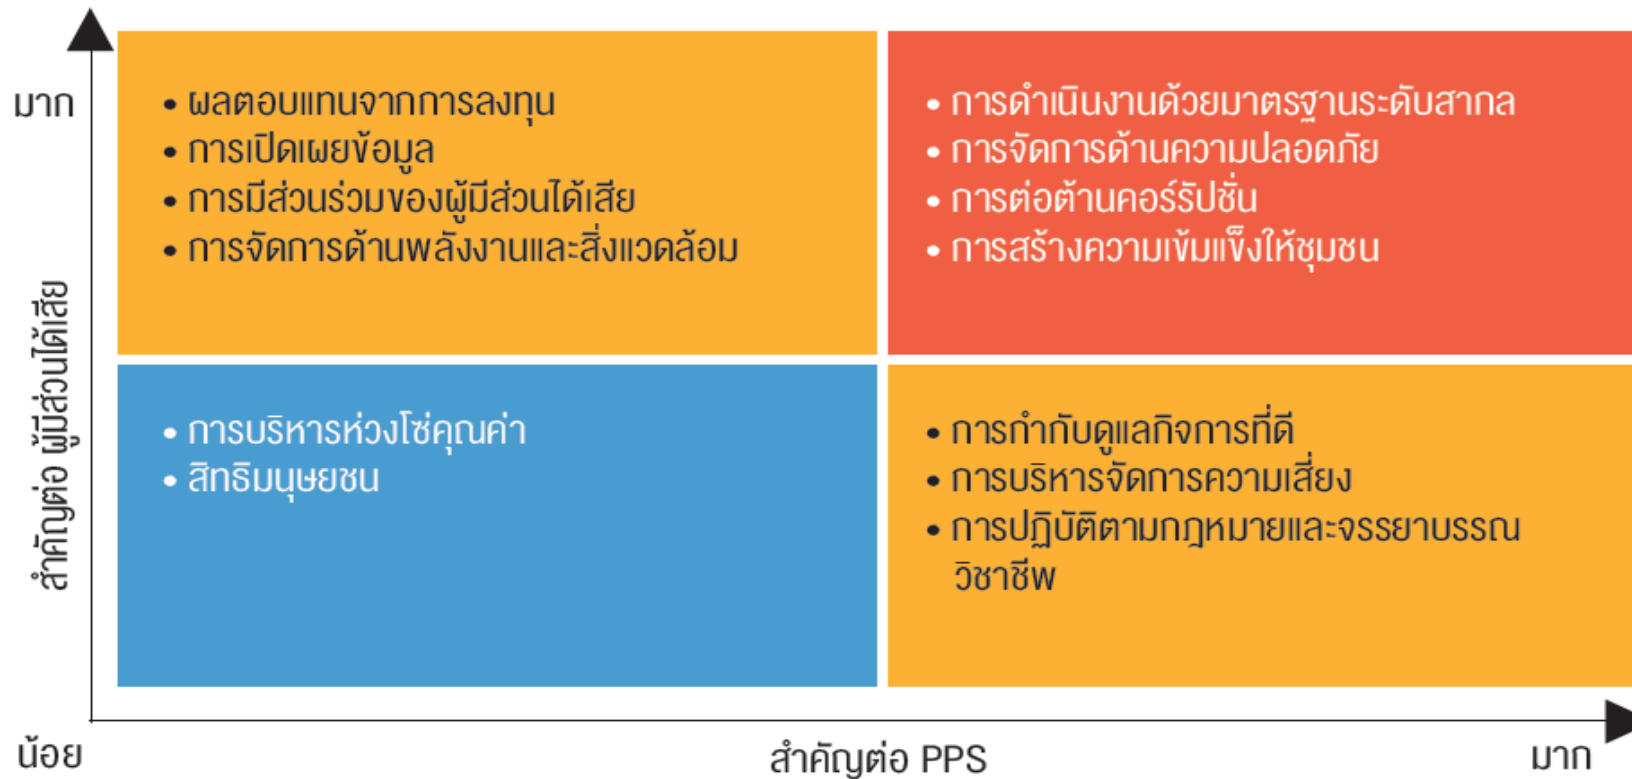 มาก
• ผลตอบแทนจากการลงทุน
• การเปิดเผยข้อมูล
• การมีส่วนร่วมของผู้มีส่วนได้เสีย
• การจัดการด้านพลังงานและสิ่งแวดล้อม
• การดำเนินงานด้วยมาตรฐานระดับสากล
• การจัดการด้านความปลอดภัย
• การต่อต้านคอร์รัปชั่น
• การสร้างความเข้มแข็งให้ชุมชน
สำคัญต่อ ผู้มีส่วนได้เสีย
• การบริหารห่วงโซ่คุณค่า
• สิทธิมนุษยชน
• การกำกับดูแลกิจการที่ดี
• การบริหารจัดการความเสี่ยง
• การปฏิบัติตามกฎหมายและจรรยาบรรณ
วิชาชีพ
น้อย
สำคัญต่อ PPS
มาก